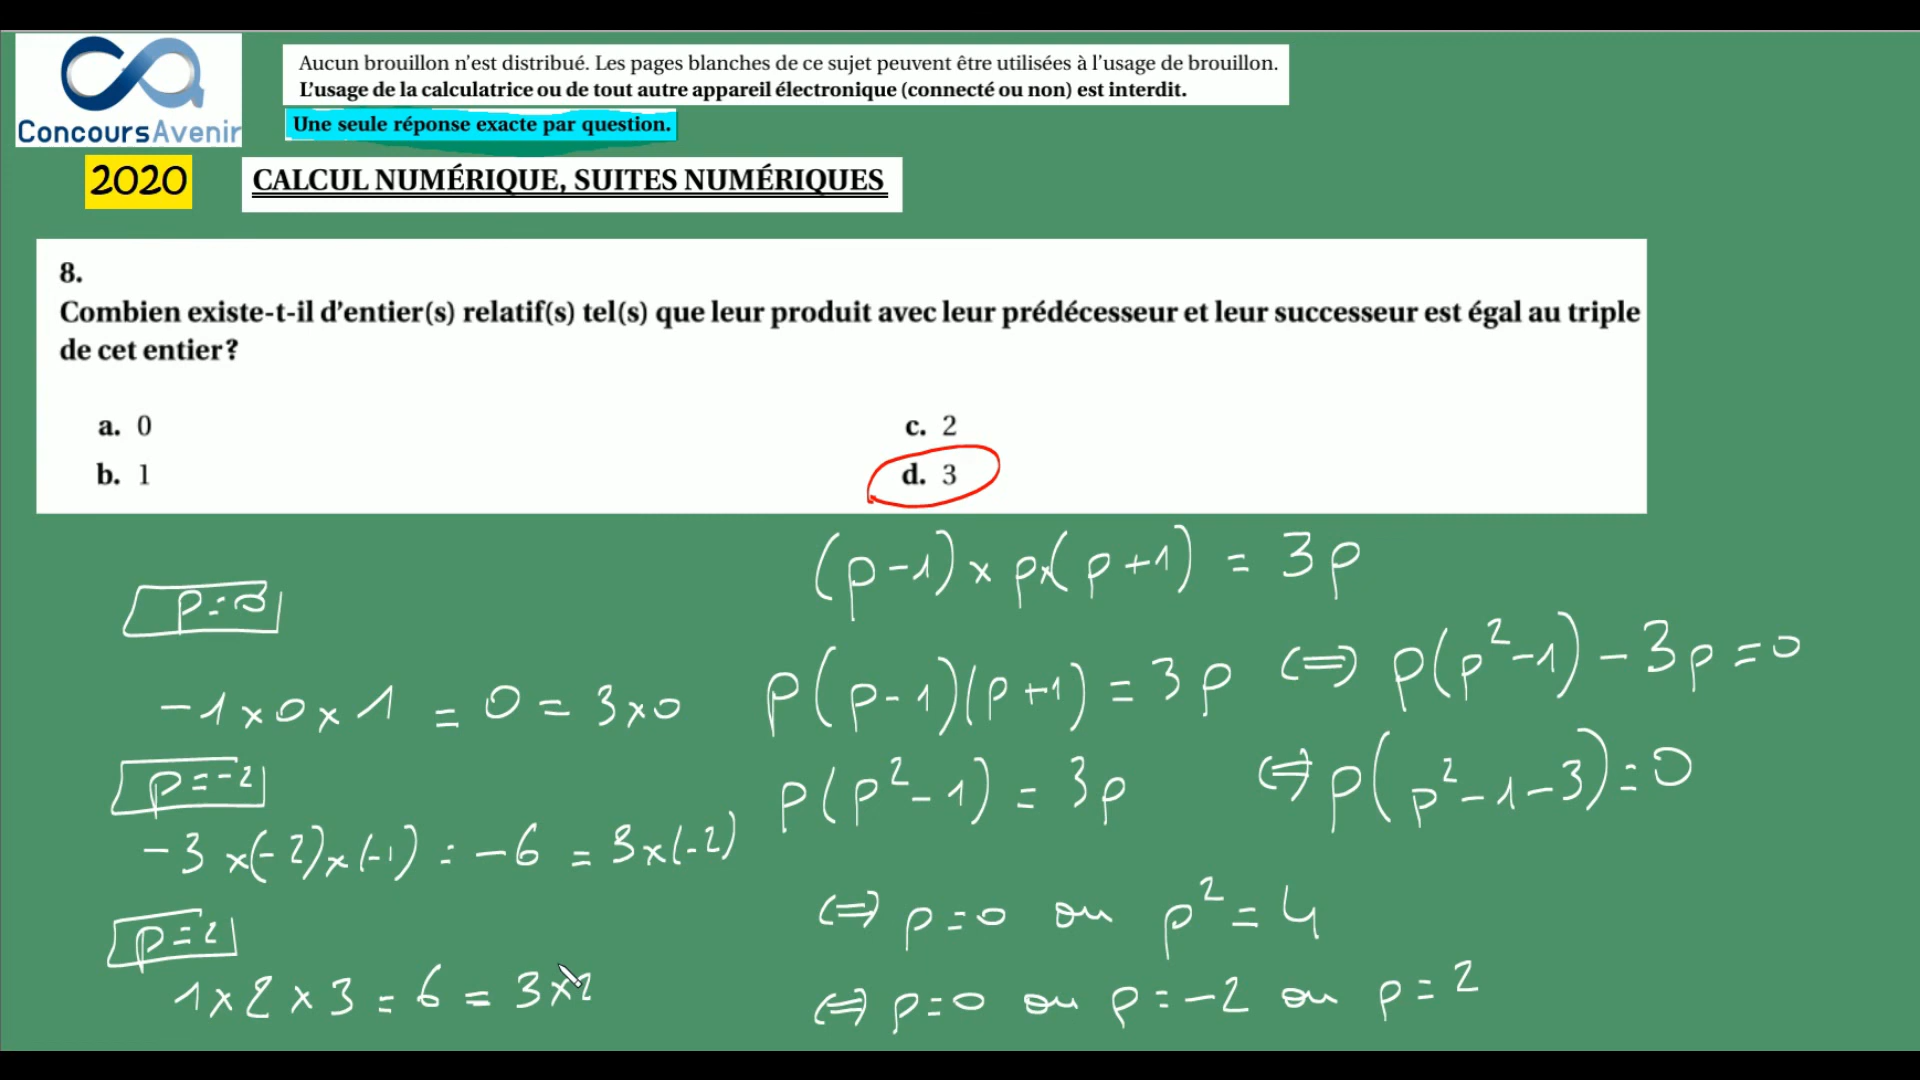 Aucun brouillon n'est distribué. Les pages blanches de ce sujet peuvent être utilisées à l'usage de brouillon.
L'usage de la calculatrice ou de tout autre appareil électronique (connecté ou non) est interdit.
Une seule réponse exacte par question.
ConcoursAvenir
2020
CALCUL NUMÉRIQUE, SUITES NUMÉRIQUES
8.
Combien existe-t-il d'entier(s) relatif(s) tel(s) que leur produit avec leur prédécesseur et leur successeur est égal au triple
de cet entier?
a. 0
c. 2
b. 1
d. 3
(p-1) × p×(p+1) = 3p
p(p-1)(p+1) = 3p ⟺ p(p²-1) - 3p = 0
p(p²-1) = 3p ⟺ p(p²-1-3) = 0
⟺ p=0 ou p²=4
⟺ p=0 ou p=-2 ou p=2
-1×0×1 = 0 = 3×0
p=-2
-3×(-2)×(-1) = -6 = 3×(-2)
p=2
1×2×3 = 6 = 3×2